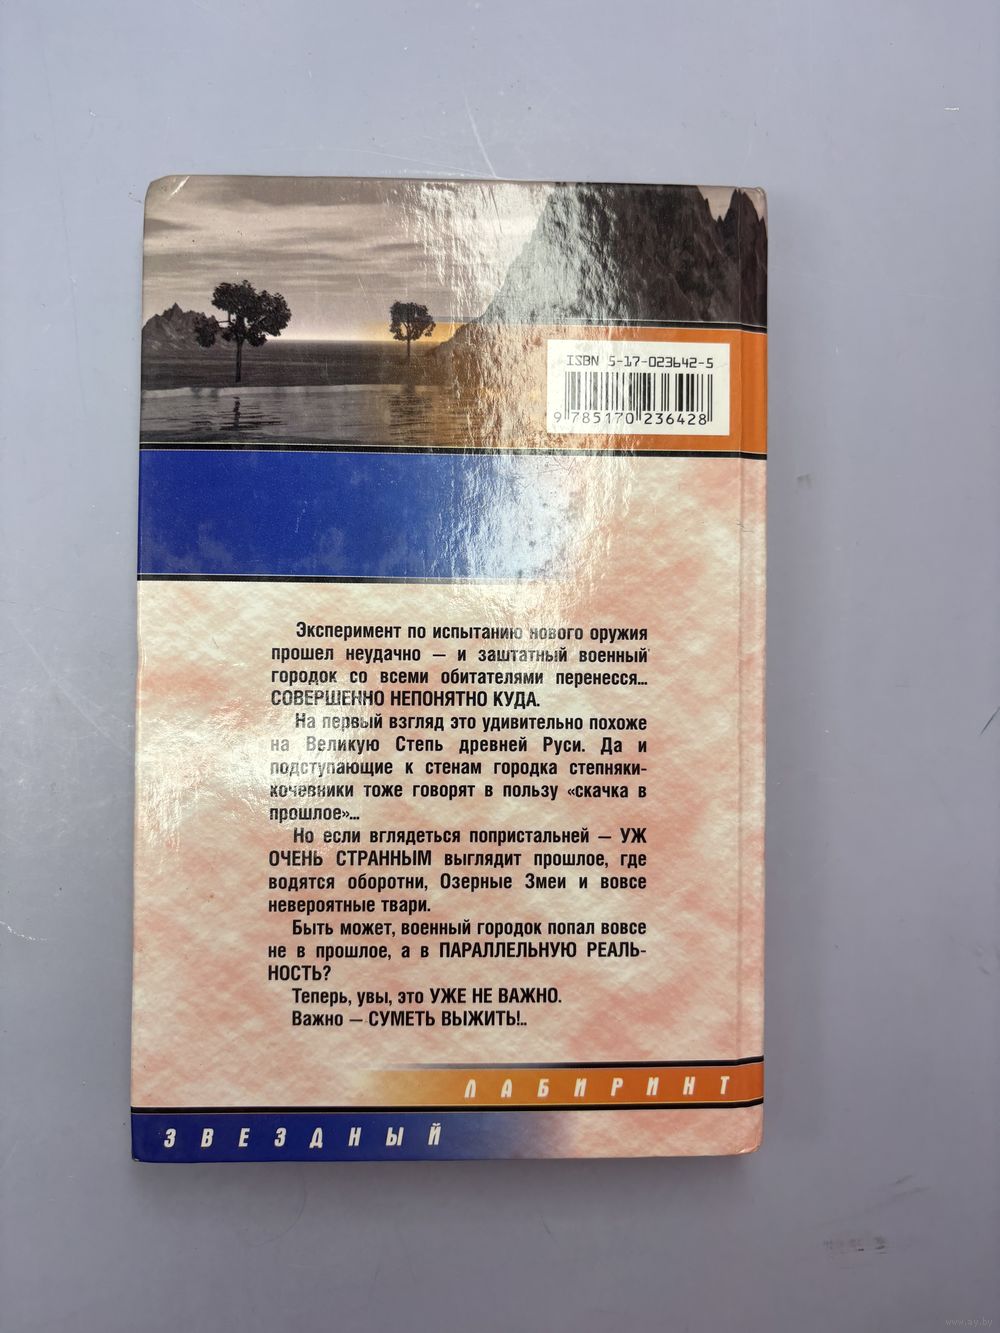 ISBN 5-17-023642-5
9 785170 236428
Эксперимент по испытанию нового оружия
прошел неудачно — и заштатный военный
городок со всеми обитателями перенесся...
СОВЕРШЕННО НЕПОНЯТНО КУДА.
На первый взгляд это удивительно похоже
на Великую Степь древней Руси. Да и
подступающие к стенам городка степняки-
кочевники тоже говорят в пользу «скачка в
прошлое»...
Но если вглядеться попристальней — УЖ
ОЧЕНЬ СТРАННЫМ выглядит прошлое, где
водятся оборотни, Озерные Змеи и вовсе
невероятные твари.
Быть может, военный городок попал вовсе
не в прошлое, а в ПАРАЛЛЕЛЬНУЮ РЕАЛЬ-
НОСТЬ?
Теперь, увы, это УЖЕ НЕ ВАЖНО.
Важно — СУМЕТЬ ВЫЖИТЬ!..
ЛАБИРИНТ
ЗВЕЗДНЫЙ
www.ay.by